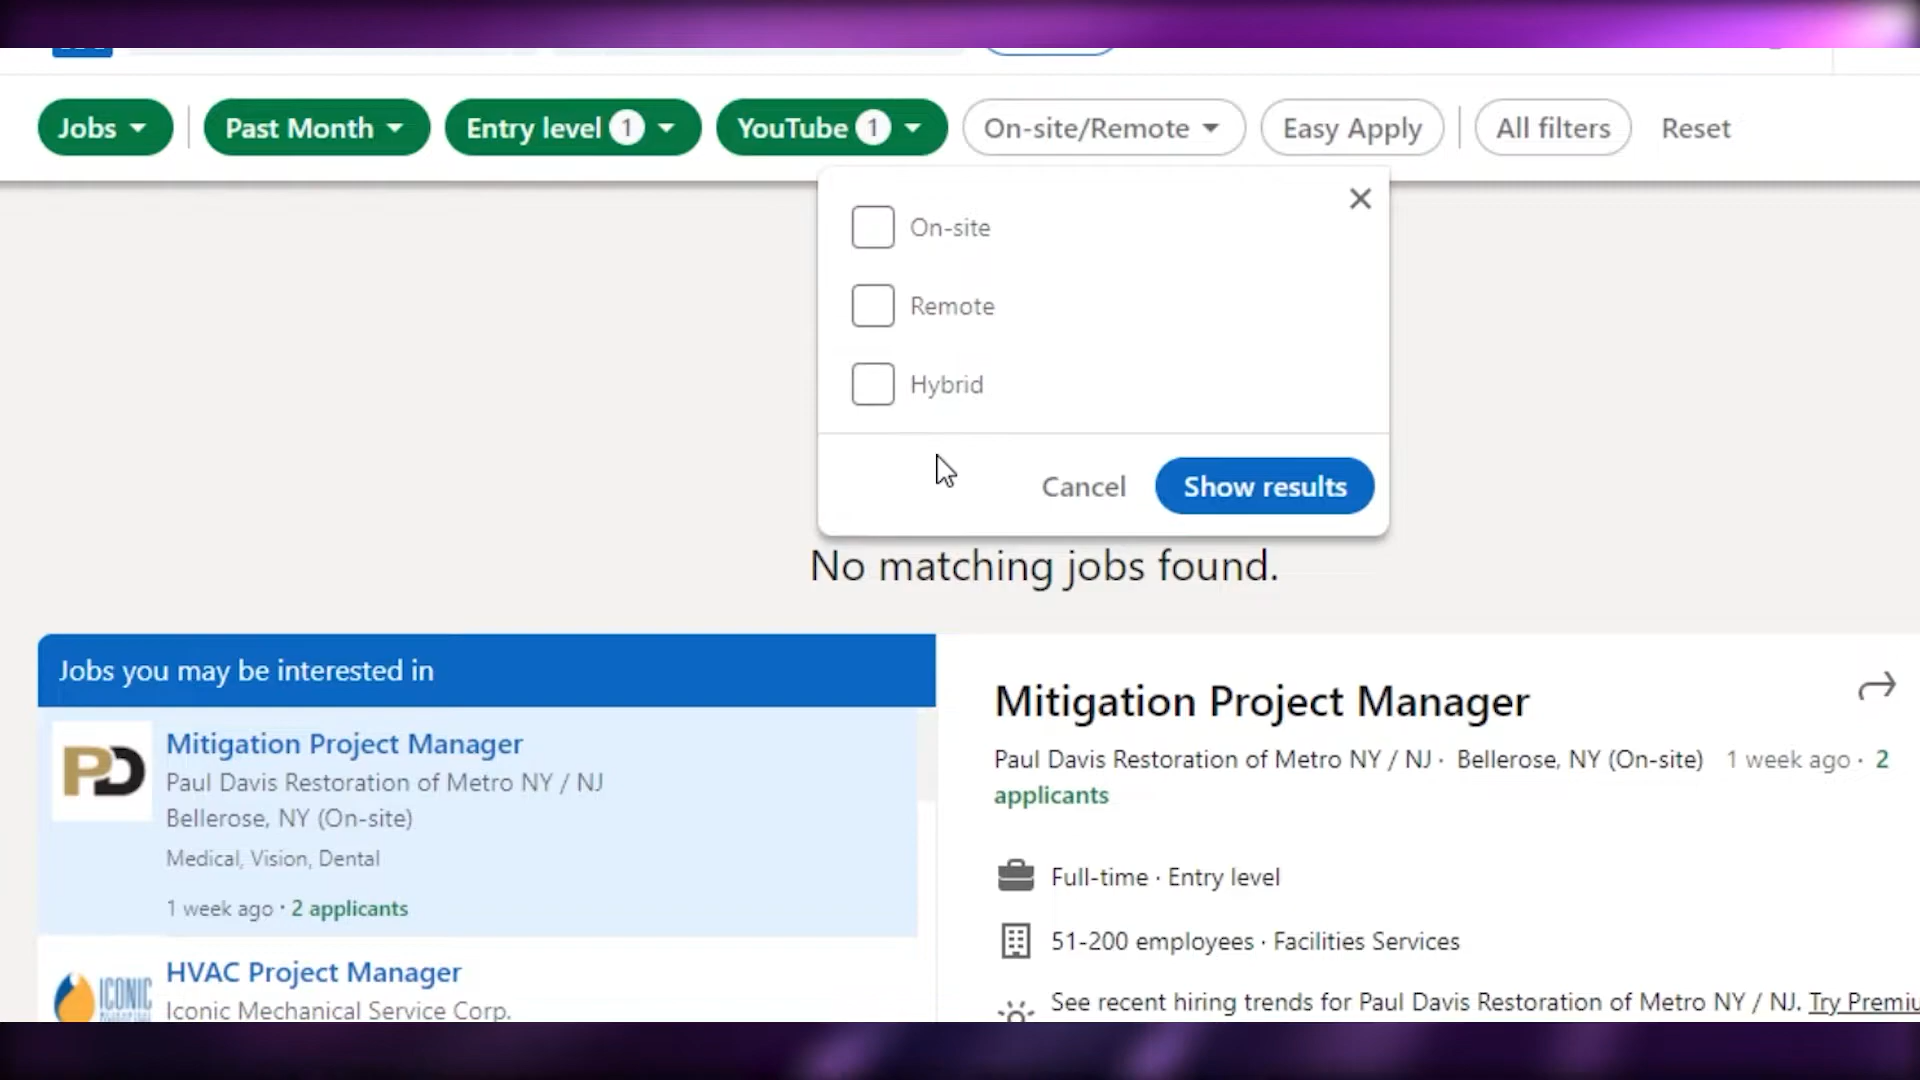 Jobs
Past Month
Entry level 1
YouTube 1
On-site/Remote
Easy Apply
All filters
Reset
On-site
Remote
Hybrid
Cancel
Show results
No matching jobs found.
Jobs you may be interested in
PD
Mitigation Project Manager
Paul Davis Restoration of Metro NY / NJ
Bellerose, NY (On-site)
Medical, Vision, Dental
1 week ago · 2 applicants
ICONIC
HVAC Project Manager
Iconic Mechanical Service Corp.
Mitigation Project Manager
Paul Davis Restoration of Metro NY / NJ · Bellerose, NY (On-site) 1 week ago · 2
applicants
Full-time · Entry level
51-200 employees · Facilities Services
See recent hiring trends for Paul Davis Restoration of Metro NY / NJ. Try Premiu